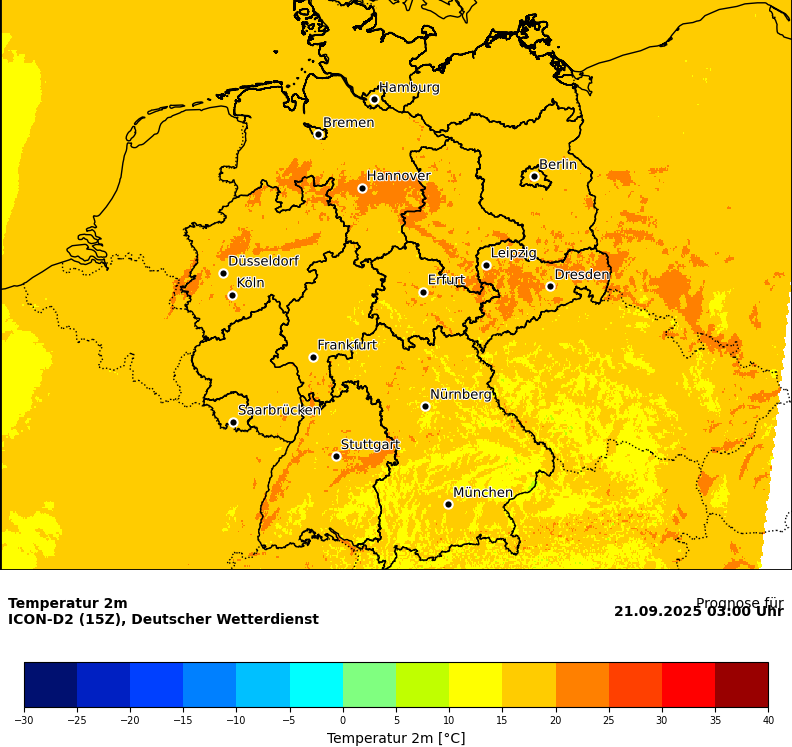 Hamburg
Bremen
Berlin
Hannover
Leipzig
Düsseldorf
Dresden
Köln
Erfurt
Frankfurt
Nürnberg
Saarbrücken
Stuttgart
München
Temperatur 2m
Prognose für
ICON-D2 (15Z), Deutscher Wetterdienst
21.09.2025 03:00 Uhr
−30 −25 −20 −15 −10 −5 0 5 10 15 20 25 30 35 40
Temperatur 2m [°C]